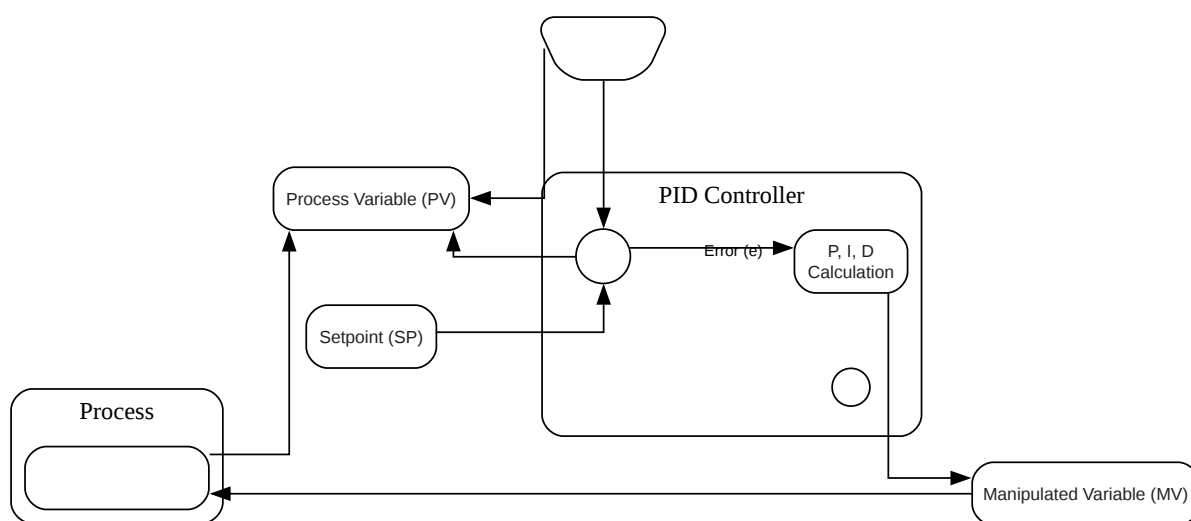 PID Controller
Process Variable (PV)
Error (e)
P, I, D
Calculation
Setpoint (SP)
Process
Manipulated Variable (MV)